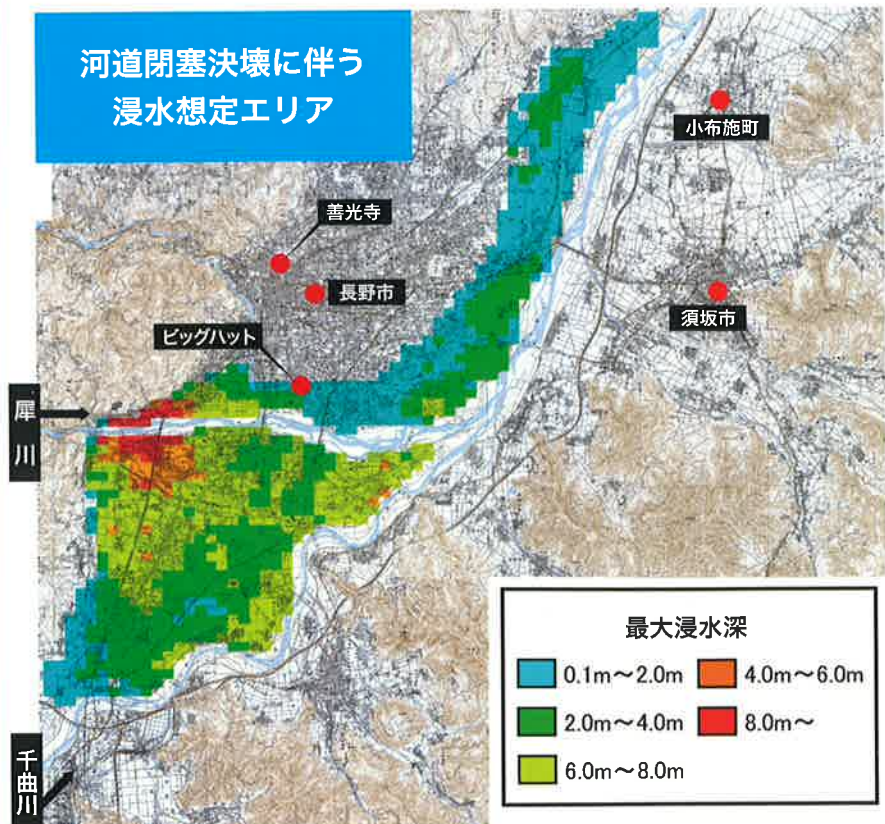 河道閉塞決壊に伴う
浸水想定エリア
小布施町
善光寺
長野市
須坂市
ビッグハット
犀川
千曲川
最大浸水深
0.1m～2.0m
4.0m～6.0m
2.0m～4.0m
8.0m～
6.0m～8.0m